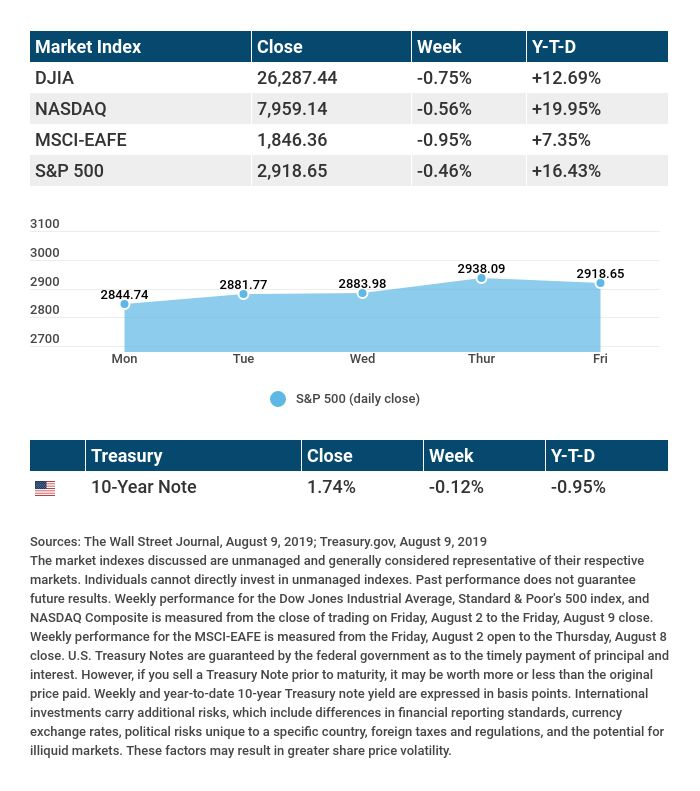 Market Index Close Week Y-T-D
DJIA 26,287.44 -0.75% +12.69%
NASDAQ 7,959.14 -0.56% +19.95%
MSCI-EAFE 1,846.36 -0.95% +7.35%
S&P 500 2,918.65 -0.46% +16.43%
3100
3000
2900
2800
2700
2844.74 2881.77 2883.98 2938.09 2918.65
Mon Tue Wed Thur Fri
S&P 500 (daily close)
Treasury Close Week Y-T-D
10-Year Note 1.74% -0.12% -0.95%
Sources: The Wall Street Journal, August 9, 2019; Treasury.gov, August 9, 2019
The market indexes discussed are unmanaged and generally considered representative of their respective
markets. Individuals cannot directly invest in unmanaged indexes. Past performance does not guarantee
future results. Weekly performance for the Dow Jones Industrial Average, Standard & Poor's 500 index, and
NASDAQ Composite is measured from the close of trading on Friday, August 2 to the Friday, August 9 close.
Weekly performance for the MSCI-EAFE is measured from the Friday, August 2 open to the Thursday, August 8
close. U.S. Treasury Notes are guaranteed by the federal government as to the timely payment of principal and
interest. However, if you sell a Treasury Note prior to maturity, it may be worth more or less than the original
price paid. Weekly and year-to-date 10-year Treasury note yield are expressed in basis points. International
investments carry additional risks, which include differences in financial reporting standards, currency
exchange rates, political risks unique to a specific country, foreign taxes and regulations, and the potential for
illiquid markets. These factors may result in greater share price volatility.